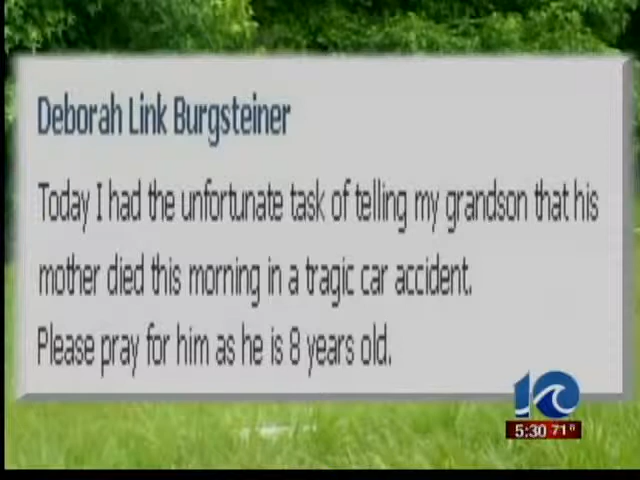 Deborah Link Burgsteiner
Today I had the unfortunate task of telling my grandson that his
mother died this morning in a tragic car accident.
Please pray for him as he is 8 years old.
10
5:30 71°